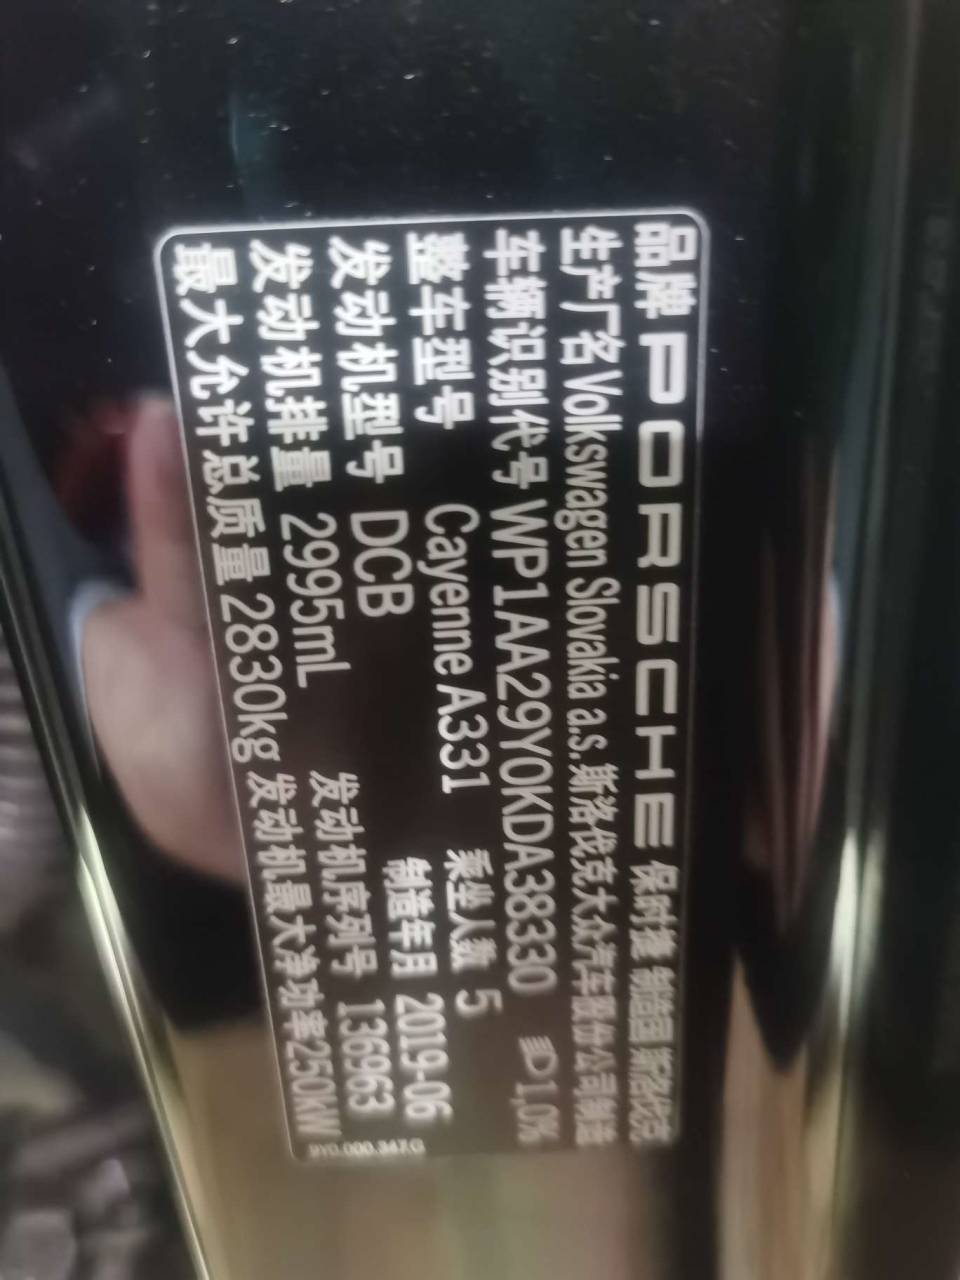 品牌 PORSCHE 保时捷 制造国 斯洛伐克
生产厂名 Volkswagen Slovakia a.s. 斯洛伐克大众汽车股份公司制造
车辆识别代号 WP1AA29Y0KDA38330 1,0%
整车型号 Cayenne A331 乘坐人数 5
发动机型号 DCB 制造年月 2019-06
发动机排量 2995mL 发动机序列号 136963
最大允许总质量 2830kg 发动机最大净功率 250kW
9Y0.000.347.G